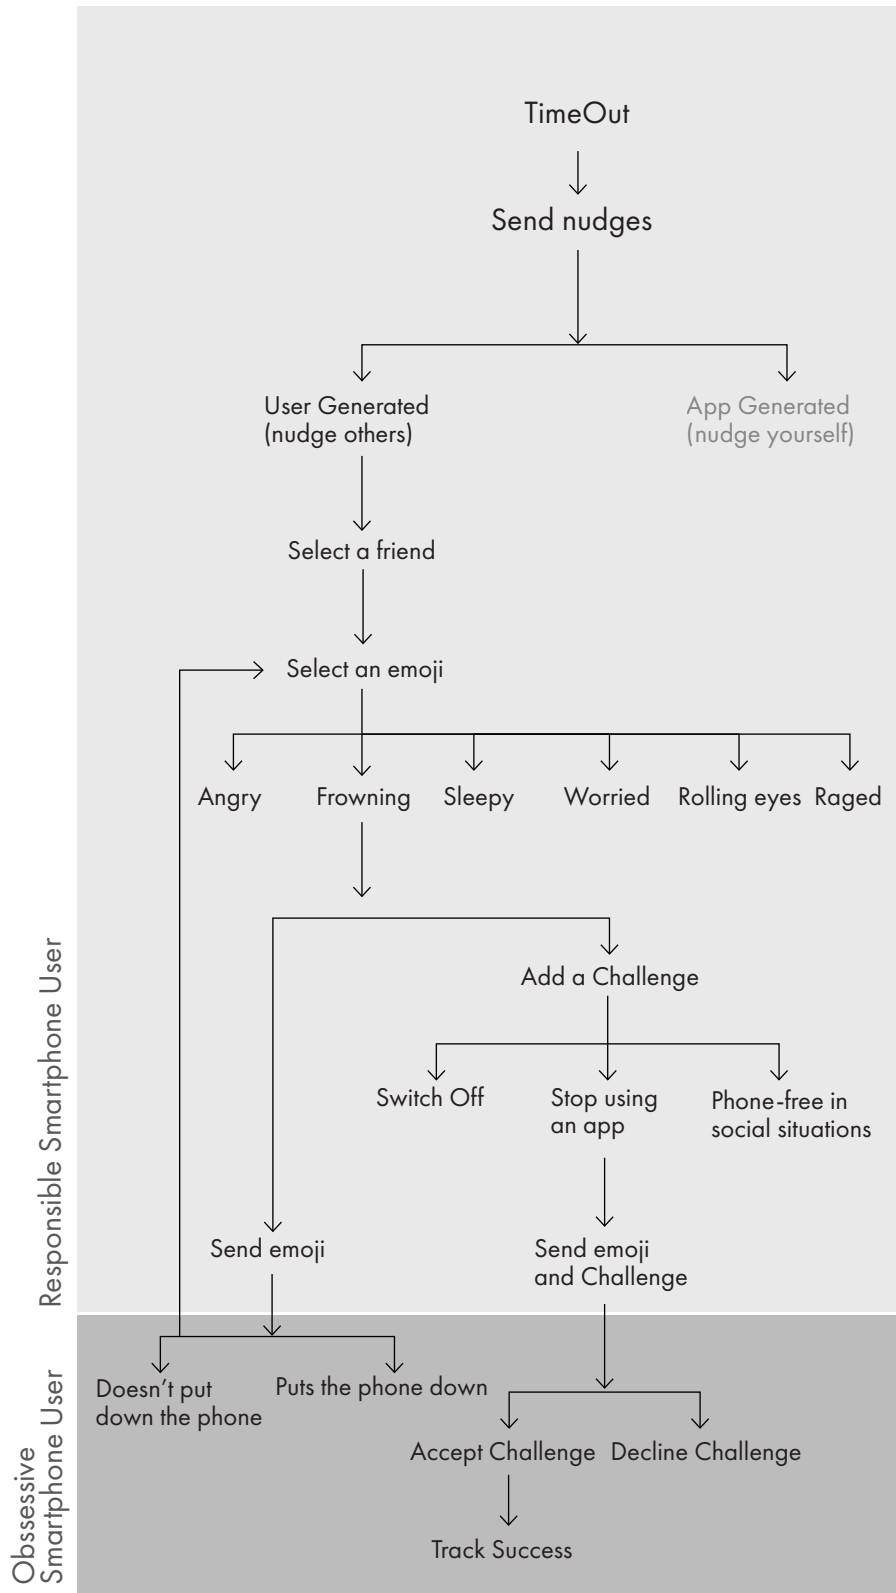 TimeOut
Send nudges
User Generated
(nudge others)
App Generated
(nudge yourself)
Select a friend
Select an emoji
Angry
Frowning
Sleepy
Worried
Rolling eyes
Raged
Add a Challenge
Switch Off
Stop using
an app
Phone-free in
social situations
Send emoji
Send emoji
and Challenge
Responsible Smartphone User
Doesn't put
down the phone
Puts the phone down
Accept Challenge
Decline Challenge
Track Success
Obssessive
Smartphone User